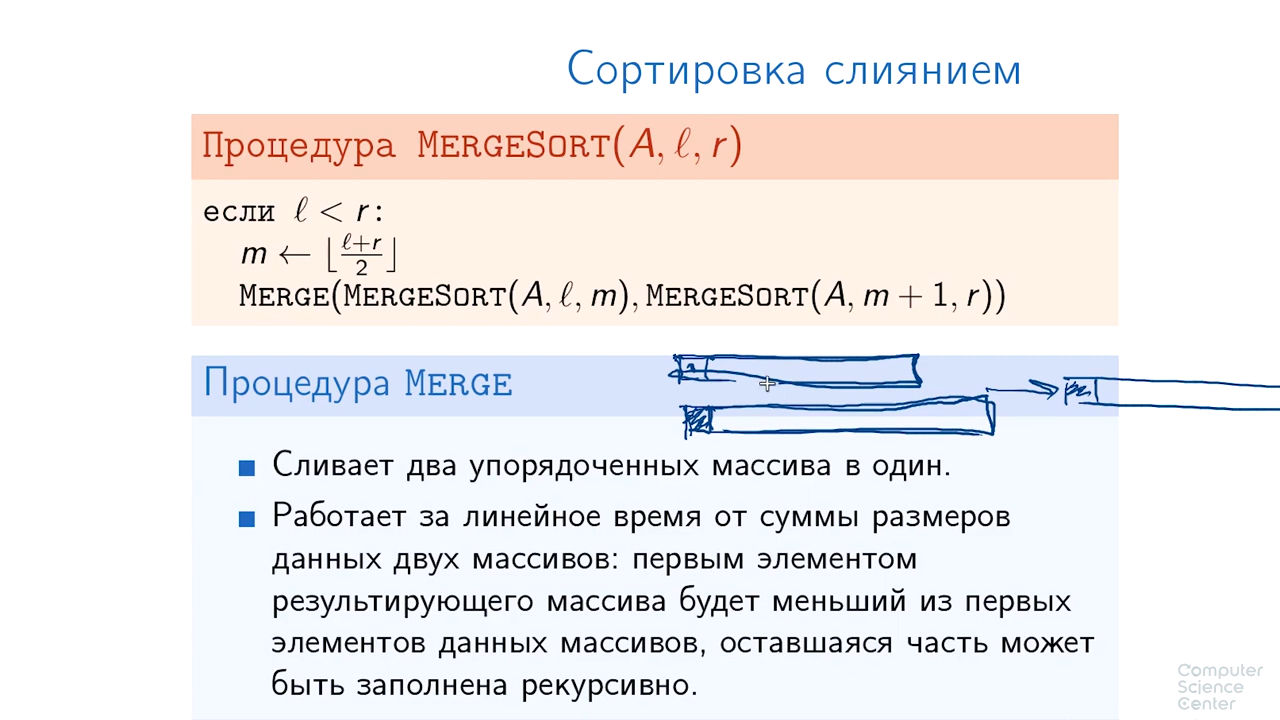 Сортировка слиянием
Процедура MERGESORT(A, ℓ, r)
если ℓ < r:
m ← ⌊(ℓ+r)/2⌋
MERGE(MERGESORT(A, ℓ, m), MERGESORT(A, m + 1, r))
Процедура MERGE
Сливает два упорядоченных массива в один.
Работает за линейное время от суммы размеров
данных двух массивов: первым элементом
результирующего массива будет меньший из первых
элементов данных массивов, оставшаяся часть может
быть заполнена рекурсивно.
Computer
Science
Center